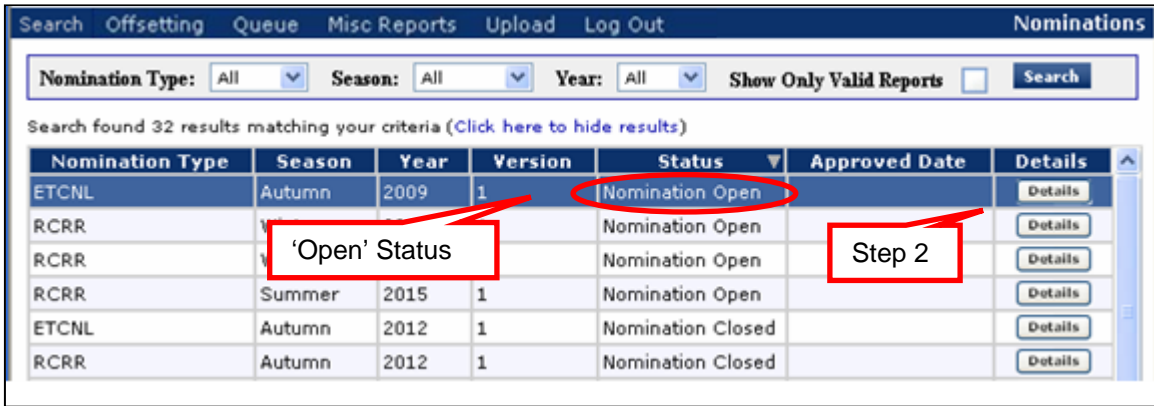 Search Offsetting Queue Misc Reports Upload Log Out Nominations
Nomination Type: All Season: All Year: All Show Only Valid Reports Search
Search found 32 results matching your criteria (Click here to hide results)
Nomination Type Season Year Version Status Approved Date Details
ETCNL Autumn 2009 1 Nomination Open Details
RCRR Nomination Open Details
‘Open’ Status
Step 2
RCRR Nomination Open Details
RCRR Summer 2015 1 Nomination Open Details
ETCNL Autumn 2012 1 Nomination Closed Details
RCRR Autumn 2012 1 Nomination Closed Details